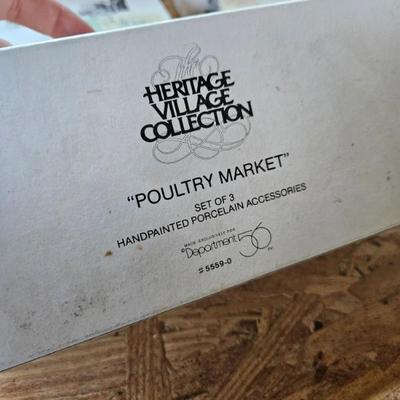 The
HERITAGE
VILLAGE
COLLECTION
"POULTRY MARKET"
SET OF 3
HANDPAINTED PORCELAIN ACCESSORIES
MADE EXCLUSIVELY FOR
©Department 56 INC.
#5559-0